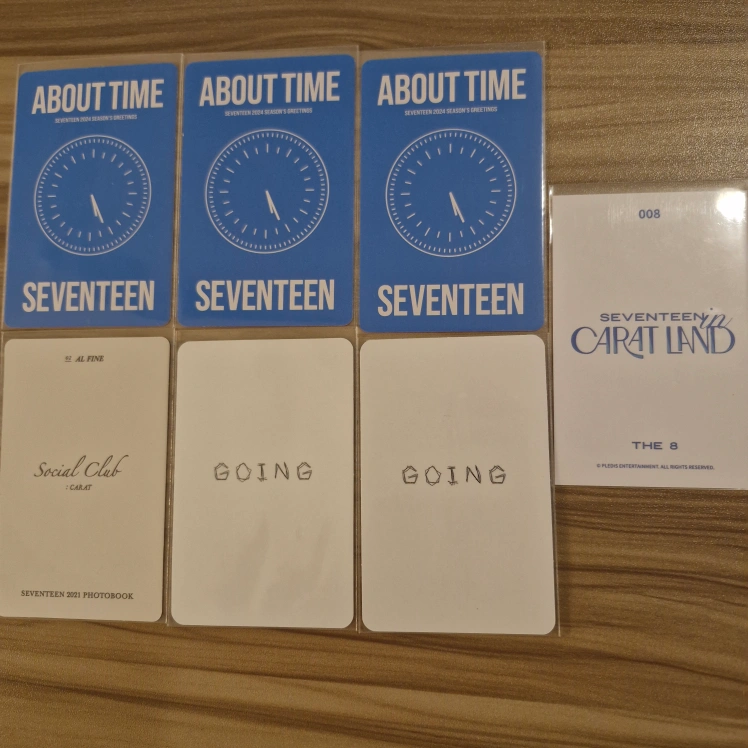 ABOUT TIME
SEVENTEEN 2024 SEASON'S GREETINGS
SEVENTEEN
ABOUT TIME
SEVENTEEN 2024 SEASON'S GREETINGS
SEVENTEEN
ABOUT TIME
SEVENTEEN 2024 SEASON'S GREETINGS
SEVENTEEN
008
SEVENTEEN in
CARAT LAND
THE 8
© PLEDIS ENTERTAINMENT. ALL RIGHTS RESERVED.
AL FINE
Social Club
: CARAT
SEVENTEEN 2021 PHOTOBOOK
GOING
GOING